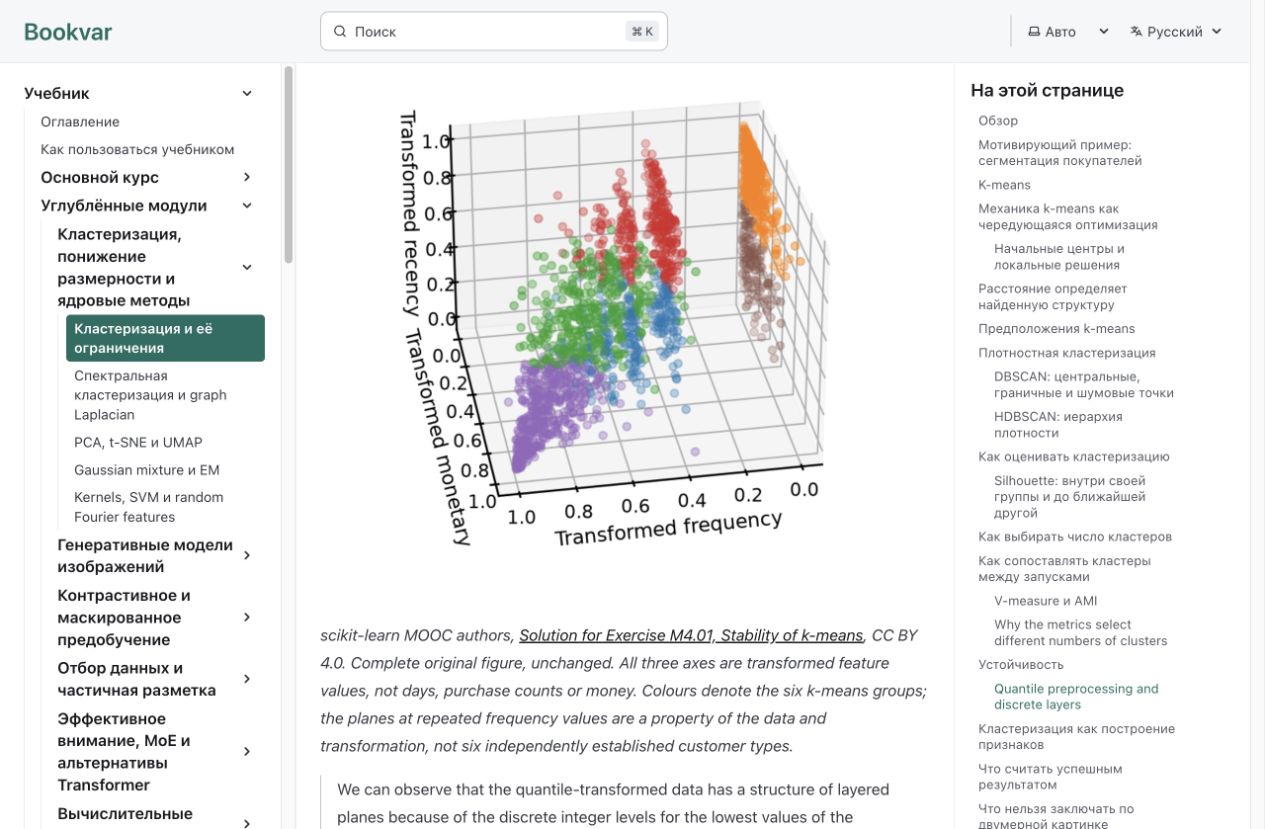 Bookvar
Поиск
⌘ K
Авто
Русский
Учебник
Оглавление
Как пользоваться учебником
Основной курс
Углублённые модули
Кластеризация,
понижение
размерности и
ядровые методы
Кластеризация и её
ограничения
Спектральная
кластеризация и graph
Laplacian
PCA, t-SNE и UMAP
Gaussian mixture и EM
Kernels, SVM и random
Fourier features
Генеративные модели
изображений
Контрастивное и
маскированное
предобучение
Отбор данных и
частичная разметка
Эффективное
внимание, MoE и
альтернативы
Transformer
Вычислительные
Transformed recency
1.0
0.8
0.6
0.4
0.2
0.0
Transformed monetary
0.0
0.2
0.4
0.6
0.8
1.0
1.0
0.8
0.6
0.4
0.2
0.0
Transformed frequency
scikit-learn MOOC authors, Solution for Exercise M4.01, Stability of k-means, CC BY
4.0. Complete original figure, unchanged. All three axes are transformed feature
values, not days, purchase counts or money. Colours denote the six k-means groups;
the planes at repeated frequency values are a property of the data and
transformation, not six independently established customer types.
We can observe that the quantile-transformed data has a structure of layered
planes because of the discrete integer levels for the lowest values of the
На этой странице
Обзор
Мотивирующий пример:
сегментация покупателей
K-means
Механика k-means как
чередующаяся оптимизация
Начальные центры и
локальные решения
Расстояние определяет
найденную структуру
Предположения k-means
Плотностная кластеризация
DBSCAN: центральные,
граничные и шумовые точки
HDBSCAN: иерархия
плотности
Как оценивать кластеризацию
Silhouette: внутри своей
группы и до ближайшей
другой
Как выбирать число кластеров
Как сопоставлять кластеры
между запусками
V-measure и AMI
Why the metrics select
different numbers of clusters
Устойчивость
Quantile preprocessing and
discrete layers
Кластеризация как построение
признаков
Что считать успешным
результатом
Что нельзя заключать по
двумерной картинке